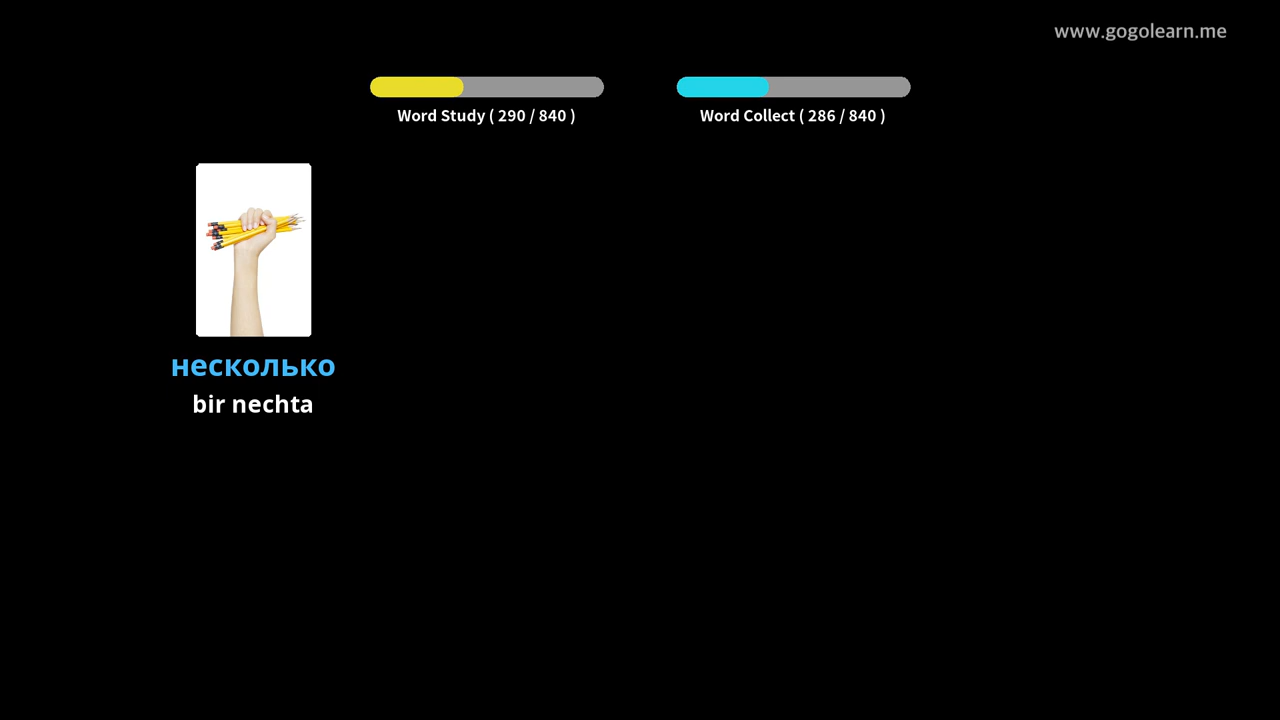 www.gogolearn.me
Word Study ( 290 / 840 )
Word Collect ( 286 / 840 )
несколько
bir nechta